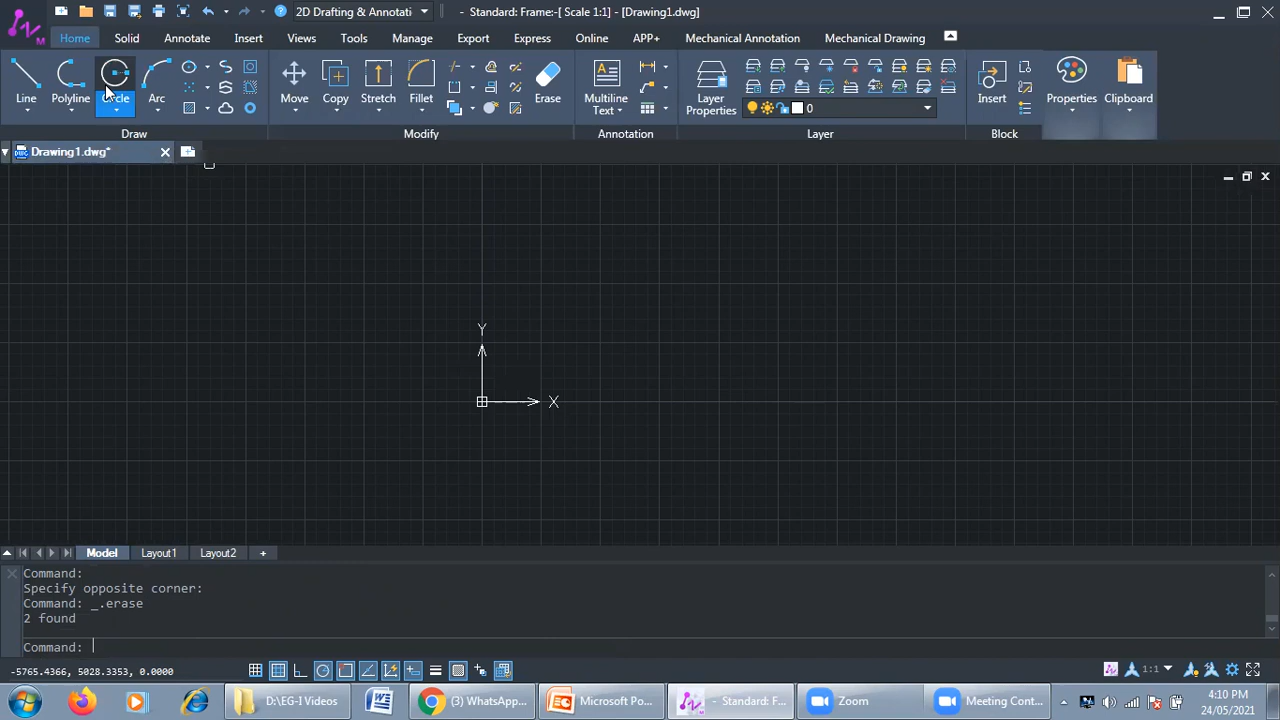 2D Drafting & Annotati
- Standard: Frame:-[ Scale 1:1] - [Drawing1.dwg]
Home Solid Annotate Insert Views Tools Manage Export Express Online APP+ Mechanical Annotation Mechanical Drawing
Line Polyline Circle Arc Move Copy Stretch Fillet Erase Multiline Text Layer Properties 0 Insert Properties Clipboard
Draw Modify Annotation Layer Block
Drawing1.dwg*
Y
X
Model Layout1 Layout2 +
Command:
Specify opposite corner:
Command: _.erase
2 found
Command:
-5765.4366, 5028.3353, 0.0000
1:1
D:\EG-I Videos
(3) WhatsApp...
Microsoft Po...
- Standard: F...
Zoom
Meeting Cont...
4:10 PM
24/05/2021